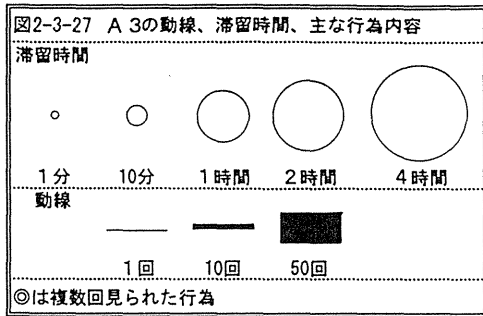 図2-3-27 A3の動線、滞留時間、主な行為内容
滞留時間
1分 10分 1時間 2時間 4時間
動線
1回 10回 50回
◎は複数回見られた行為